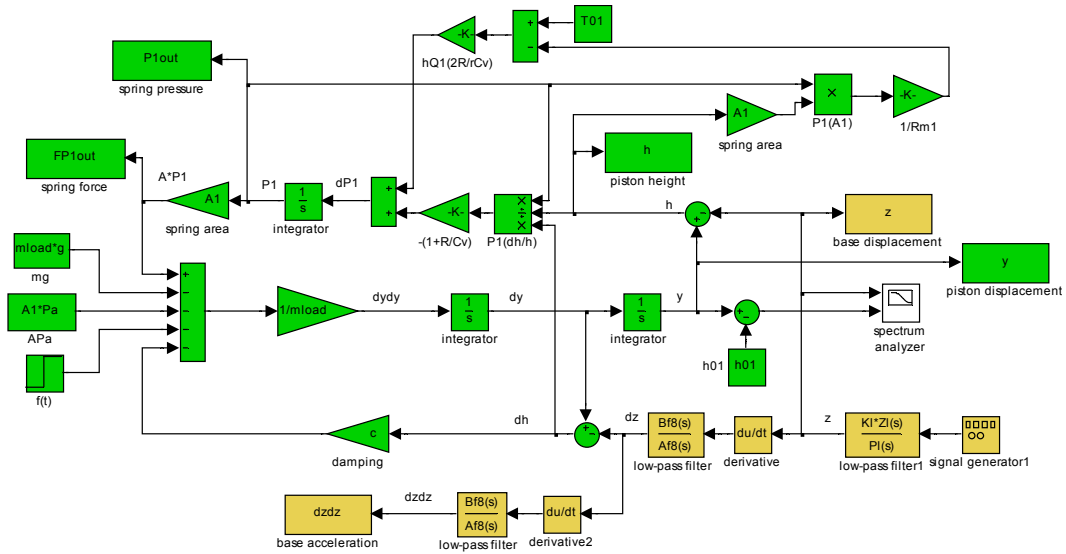 T01
+
−
-K-
hQ1(2R/rCv)
P1out
spring pressure
×
P1(A1)
-K-
1/Rm1
A1
spring area
h
piston height
FP1out
spring force
A*P1
A1
spring area
P1
1
s
integrator
dP1
+
+
-K-
-(1+R/Cv)
×
÷
×
P1(dh/h)
h
−
+
z
base displacement
y
piston displacement
mload*g
mg
A1*Pa
APa
f(t)
+
−
−
−
−
1/mload
dydy
1
s
integrator
dy
1
s
integrator
y
+
−
h01
h01
spectrum
analyzer
c
damping
dh
+
−
dz
Bf8(s)
Af8(s)
low-pass filter
du/dt
derivative
z
KI*ZI(s)
PI(s)
low-pass filter1
signal generator1
dzdz
base acceleration
dzdz
Bf8(s)
Af8(s)
low-pass filter
du/dt
derivative2